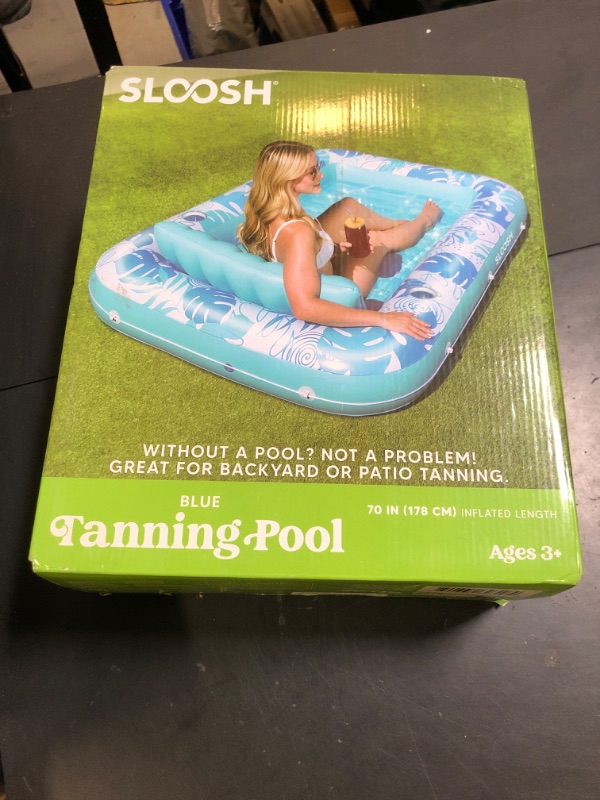 SLOOSH®
SLOOSH
WITHOUT A POOL? NOT A PROBLEM!
GREAT FOR BACKYARD OR PATIO TANNING.
BLUE
Tanning Pool
70 IN (178 CM) INFLATED LENGTH
Ages 3+